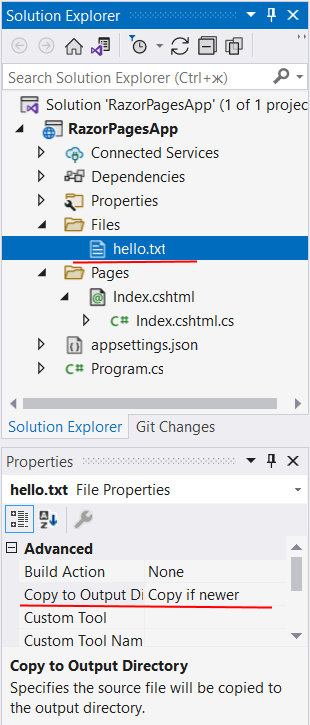 Solution Explorer
Search Solution Explorer (Ctrl+ж)
Solution 'RazorPagesApp' (1 of 1 projec
RazorPagesApp
Connected Services
Dependencies
Properties
Files
hello.txt
Pages
Index.cshtml
C# Index.cshtml.cs
appsettings.json
C# Program.cs
Solution Explorer Git Changes
Properties
hello.txt File Properties
Advanced
Build Action None
Copy to Output Di Copy if newer
Custom Tool
Custom Tool Nam
Copy to Output Directory
Specifies the source file will be copied to
the output directory.